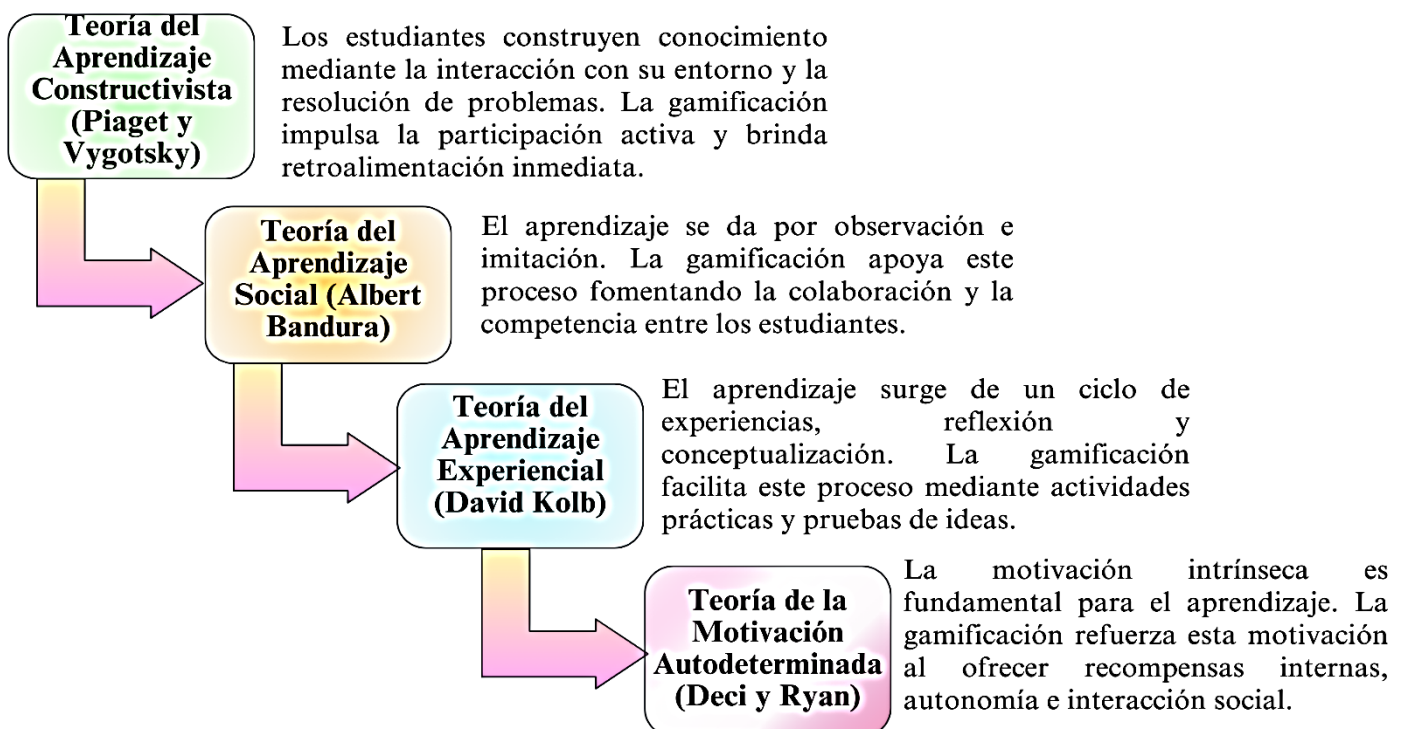 Teoría del
Aprendizaje
Constructivista
(Piaget y
Vygotsky)
Los estudiantes construyen conocimiento
mediante la interacción con su entorno y la
resolución de problemas. La gamificación
impulsa la participación activa y brinda
retroalimentación inmediata.
Teoría del
Aprendizaje
Social (Albert
Bandura)
El aprendizaje se da por observación e
imitación. La gamificación apoya este
proceso fomentando la colaboración y la
competencia entre los estudiantes.
Teoría del
Aprendizaje
Experiencial
(David Kolb)
El aprendizaje surge de un ciclo de
experiencias, reflexión y
conceptualización. La gamificación
facilita este proceso mediante actividades
prácticas y pruebas de ideas.
Teoría de la
Motivación
Autodeterminada
(Deci y Ryan)
La motivación intrínseca es
fundamental para el aprendizaje. La
gamificación refuerza esta motivación
al ofrecer recompensas internas,
autonomía e interacción social.